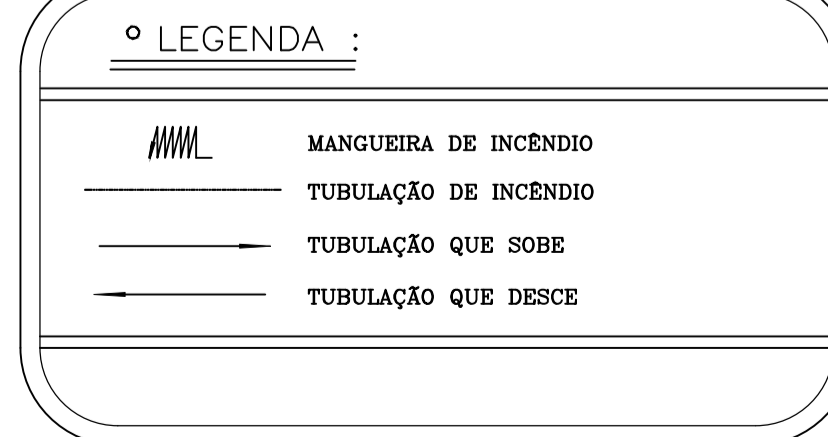 ° LEGENDA :
MANGUEIRA DE INCÊNDIO
TUBULAÇÃO DE INCÊNDIO
TUBULAÇÃO QUE SOBE
TUBULAÇÃO QUE DESCE